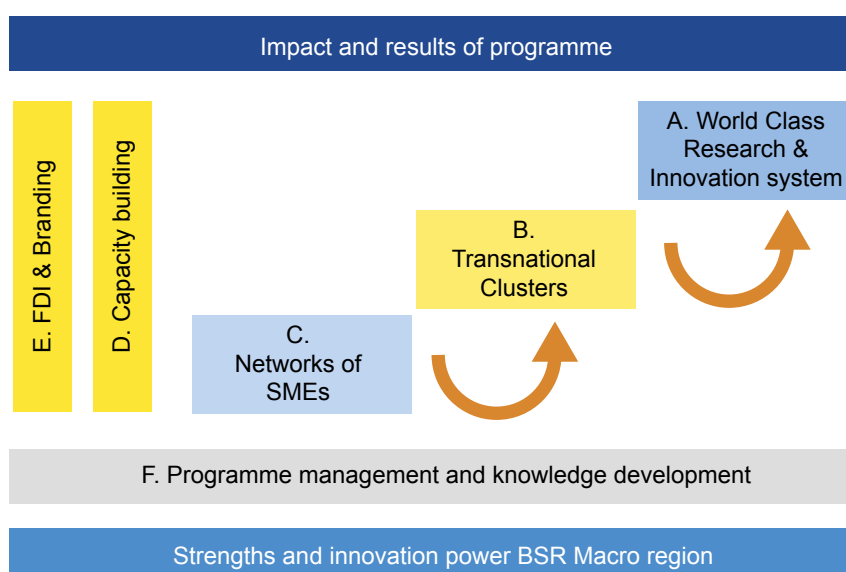 Impact and results of programme
E. FDI & Branding
D. Capacity building
A. World Class
Research &
Innovation system
B.
Transnational
Clusters
C.
Networks of
SMEs
F. Programme management and knowledge development
Strengths and innovation power BSR Macro region